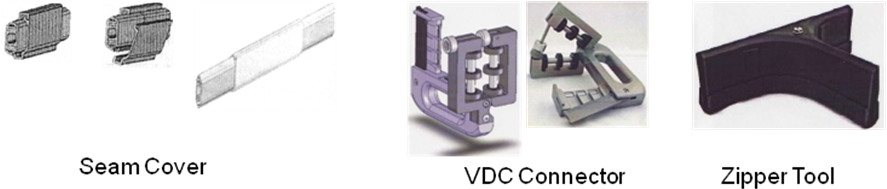 Seam Cover
VDC Connector
Zipper Tool